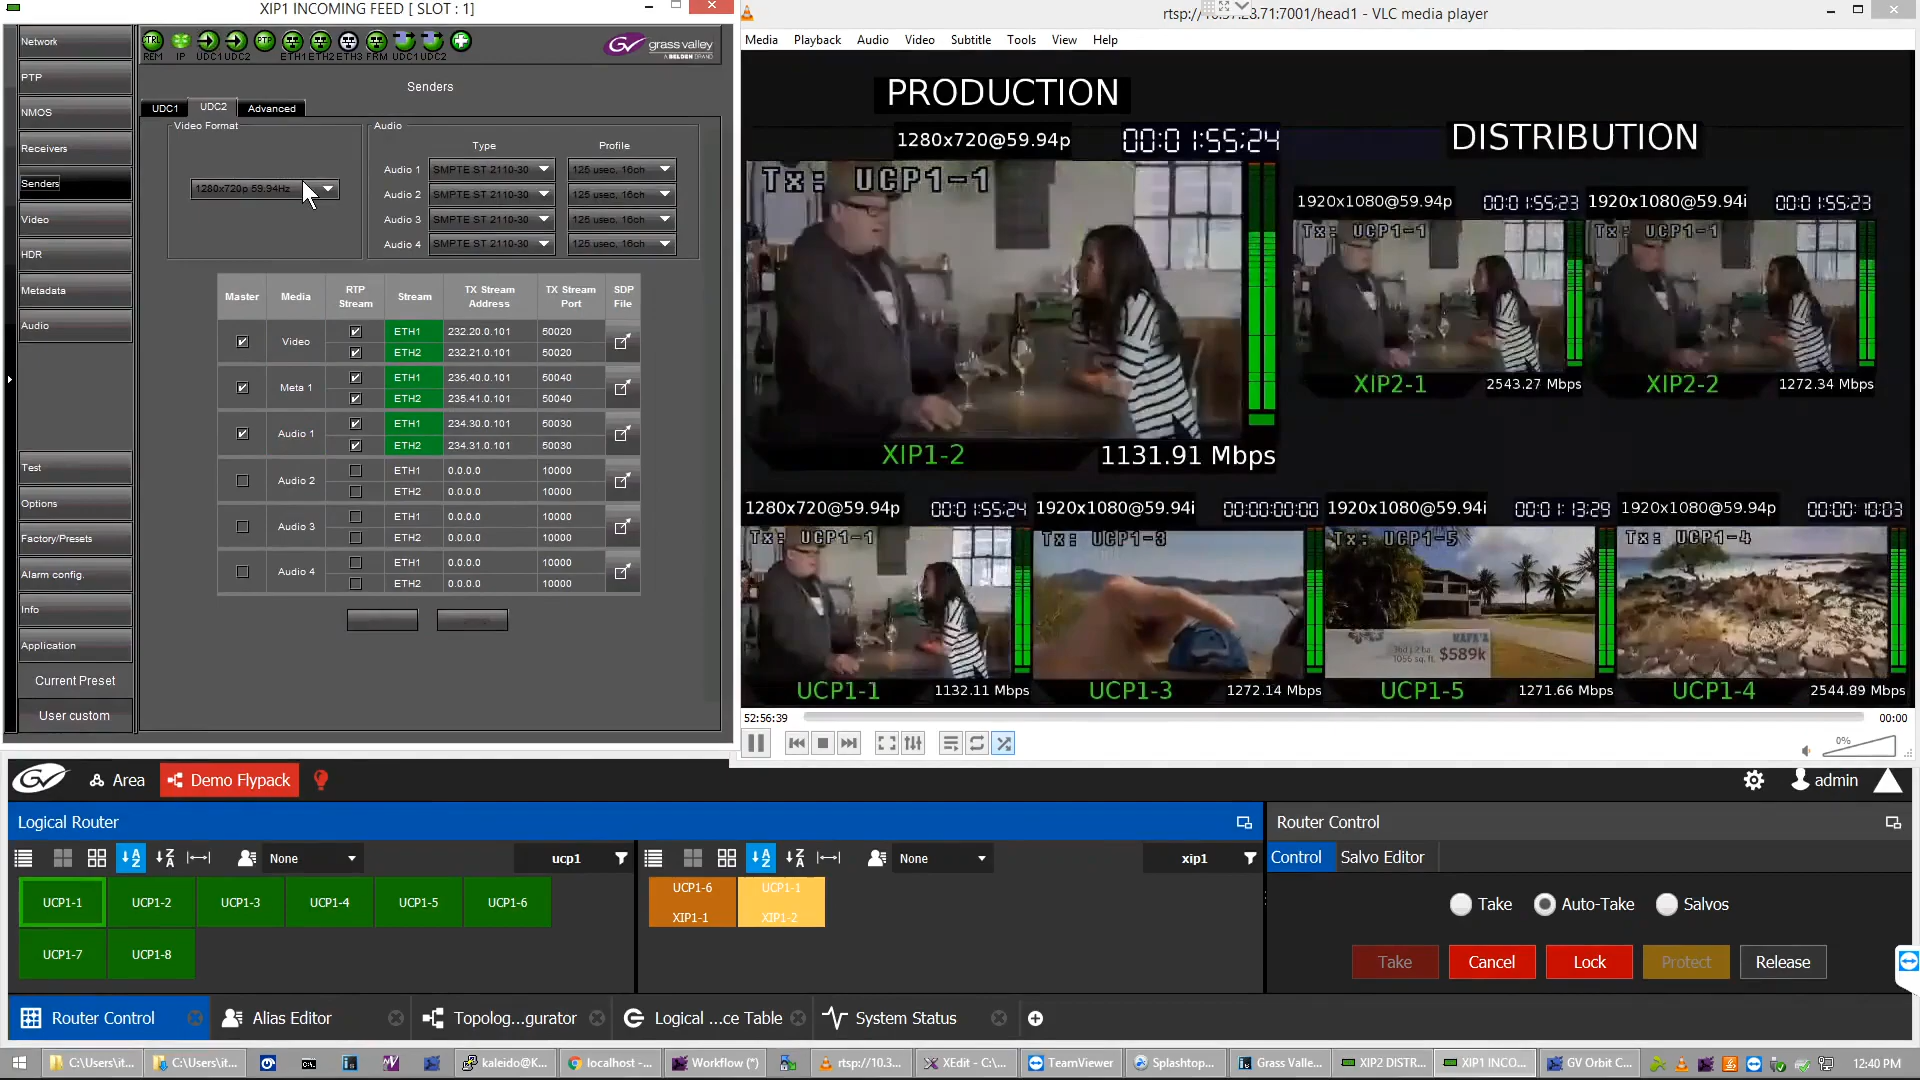 XIP1 INCOMING FEED [ SLOT : 1]
Network
PTP
NMOS
Receivers
Senders
Video
HDR
Metadata
Audio
Test
Options
Factory/Presets
Alarm config.
Info
Application
Current Preset
User custom
REM IP UDC1 UDC2 PTP ETH1 ETH2 ETH3 FRM UDC1 UDC2
grass valley
A BELDEN BRAND
Senders
UDC1 UDC2 Advanced
Video Format
1280x720p 59.94Hz
Audio
Type Profile
Audio 1 SMPTE ST 2110-30 125 usec, 16ch
Audio 2 SMPTE ST 2110-30 125 usec, 16ch
Audio 3 SMPTE ST 2110-30 125 usec, 16ch
Audio 4 SMPTE ST 2110-30 125 usec, 16ch
Master Media RTP Stream Stream TX Stream Address TX Stream Port SDP File
Video ETH1 232.20.0.101 50020
ETH2 232.21.0.101 50020
Meta 1 ETH1 235.40.0.101 50040
ETH2 235.41.0.101 50040
Audio 1 ETH1 234.30.0.101 50030
ETH2 234.31.0.101 50030
Audio 2 ETH1 0.0.0.0 10000
ETH2 0.0.0.0 10000
Audio 3 ETH1 0.0.0.0 10000
ETH2 0.0.0.0 10000
Audio 4 ETH1 0.0.0.0 10000
ETH2 0.0.0.0 10000
rtsp://10.37.28.71:7001/head1 - VLC media player
Media Playback Audio Video Subtitle Tools View Help
PRODUCTION
1280x720@59.94p 00:01:55:24
Tx: UCP1-1
XIP1-2 1131.91 Mbps
DISTRIBUTION
1920x1080@59.94p 00:01:55:23 1920x1080@59.94i 00:01:55:23
Tx: UCP1-1 Tx: UCP1-1
XIP2-1 2543.27 Mbps XIP2-2 1272.34 Mbps
1280x720@59.94p 00:01:55:24 1920x1080@59.94i 00:00:00:00 1920x1080@59.94i 00:01:13:29 1920x1080@59.94p 00:00:10:03
Tx: UCP1-1 Tx: UCP1-3 Tx: UCP1-5 Tx: UCP1-4
$589k
1056 sq. ft.
UCP1-1 1132.11 Mbps UCP1-3 1272.14 Mbps UCP1-5 1271.66 Mbps UCP1-4 2544.89 Mbps
52:56:39 00:00
0%
GV Area Demo Flypack admin
Logical Router
None ucp1 None xip1
UCP1-1 UCP1-2 UCP1-3 UCP1-4 UCP1-5 UCP1-6
UCP1-7 UCP1-8
UCP1-6 UCP1-1
XIP1-1 XIP1-2
Router Control
Control Salvo Editor
Take Auto-Take Salvos
Take Cancel Lock Protect Release
Router Control Alias Editor Topolog...gurator Logical ...ce Table System Status
C:\Users\it... C:\Users\it... kaleido@K... localhost -... Workflow (*) rtsp://10.3... XEdit - C:\... TeamViewer Splashtop... Grass Valle... XIP2 DISTR... XIP1 INCO... GV Orbit C... 12:40 PM